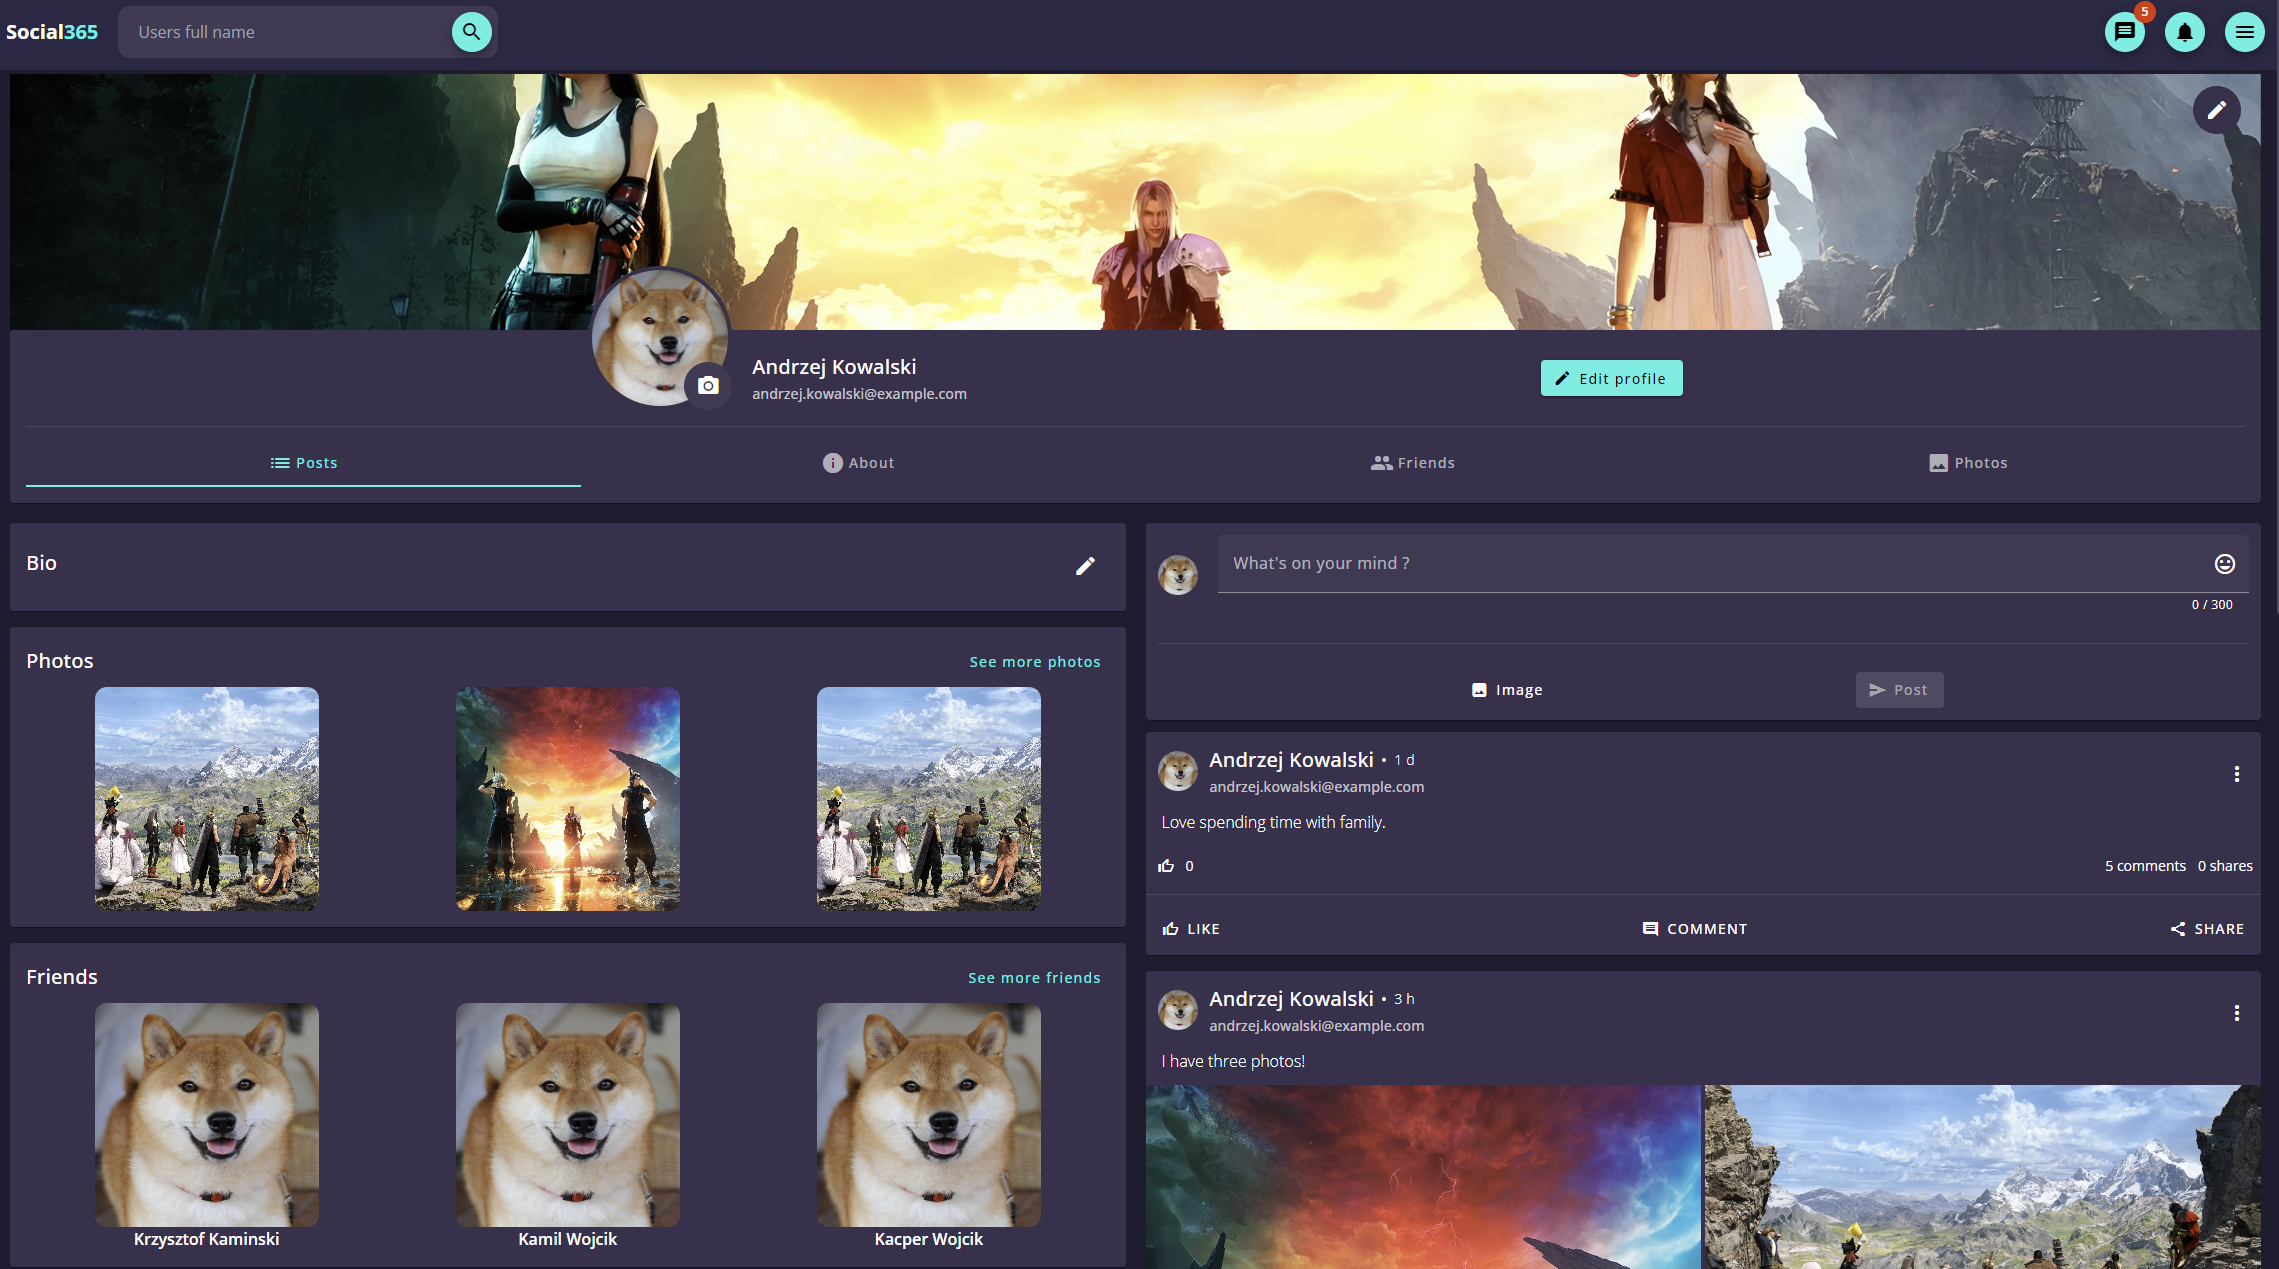 Social365
Users full name
5
Andrzej Kowalski
andrzej.kowalski@example.com
Edit profile
Posts
About
Friends
Photos
Bio
Photos
See more photos
Friends
See more friends
Krzysztof Kaminski
Kamil Wojcik
Kacper Wojcik
What's on your mind ?
0 / 300
Image
Post
Andrzej Kowalski • 1 d
andrzej.kowalski@example.com
Love spending time with family.
0
5 comments 0 shares
LIKE
COMMENT
SHARE
Andrzej Kowalski • 3 h
andrzej.kowalski@example.com
I have three photos!